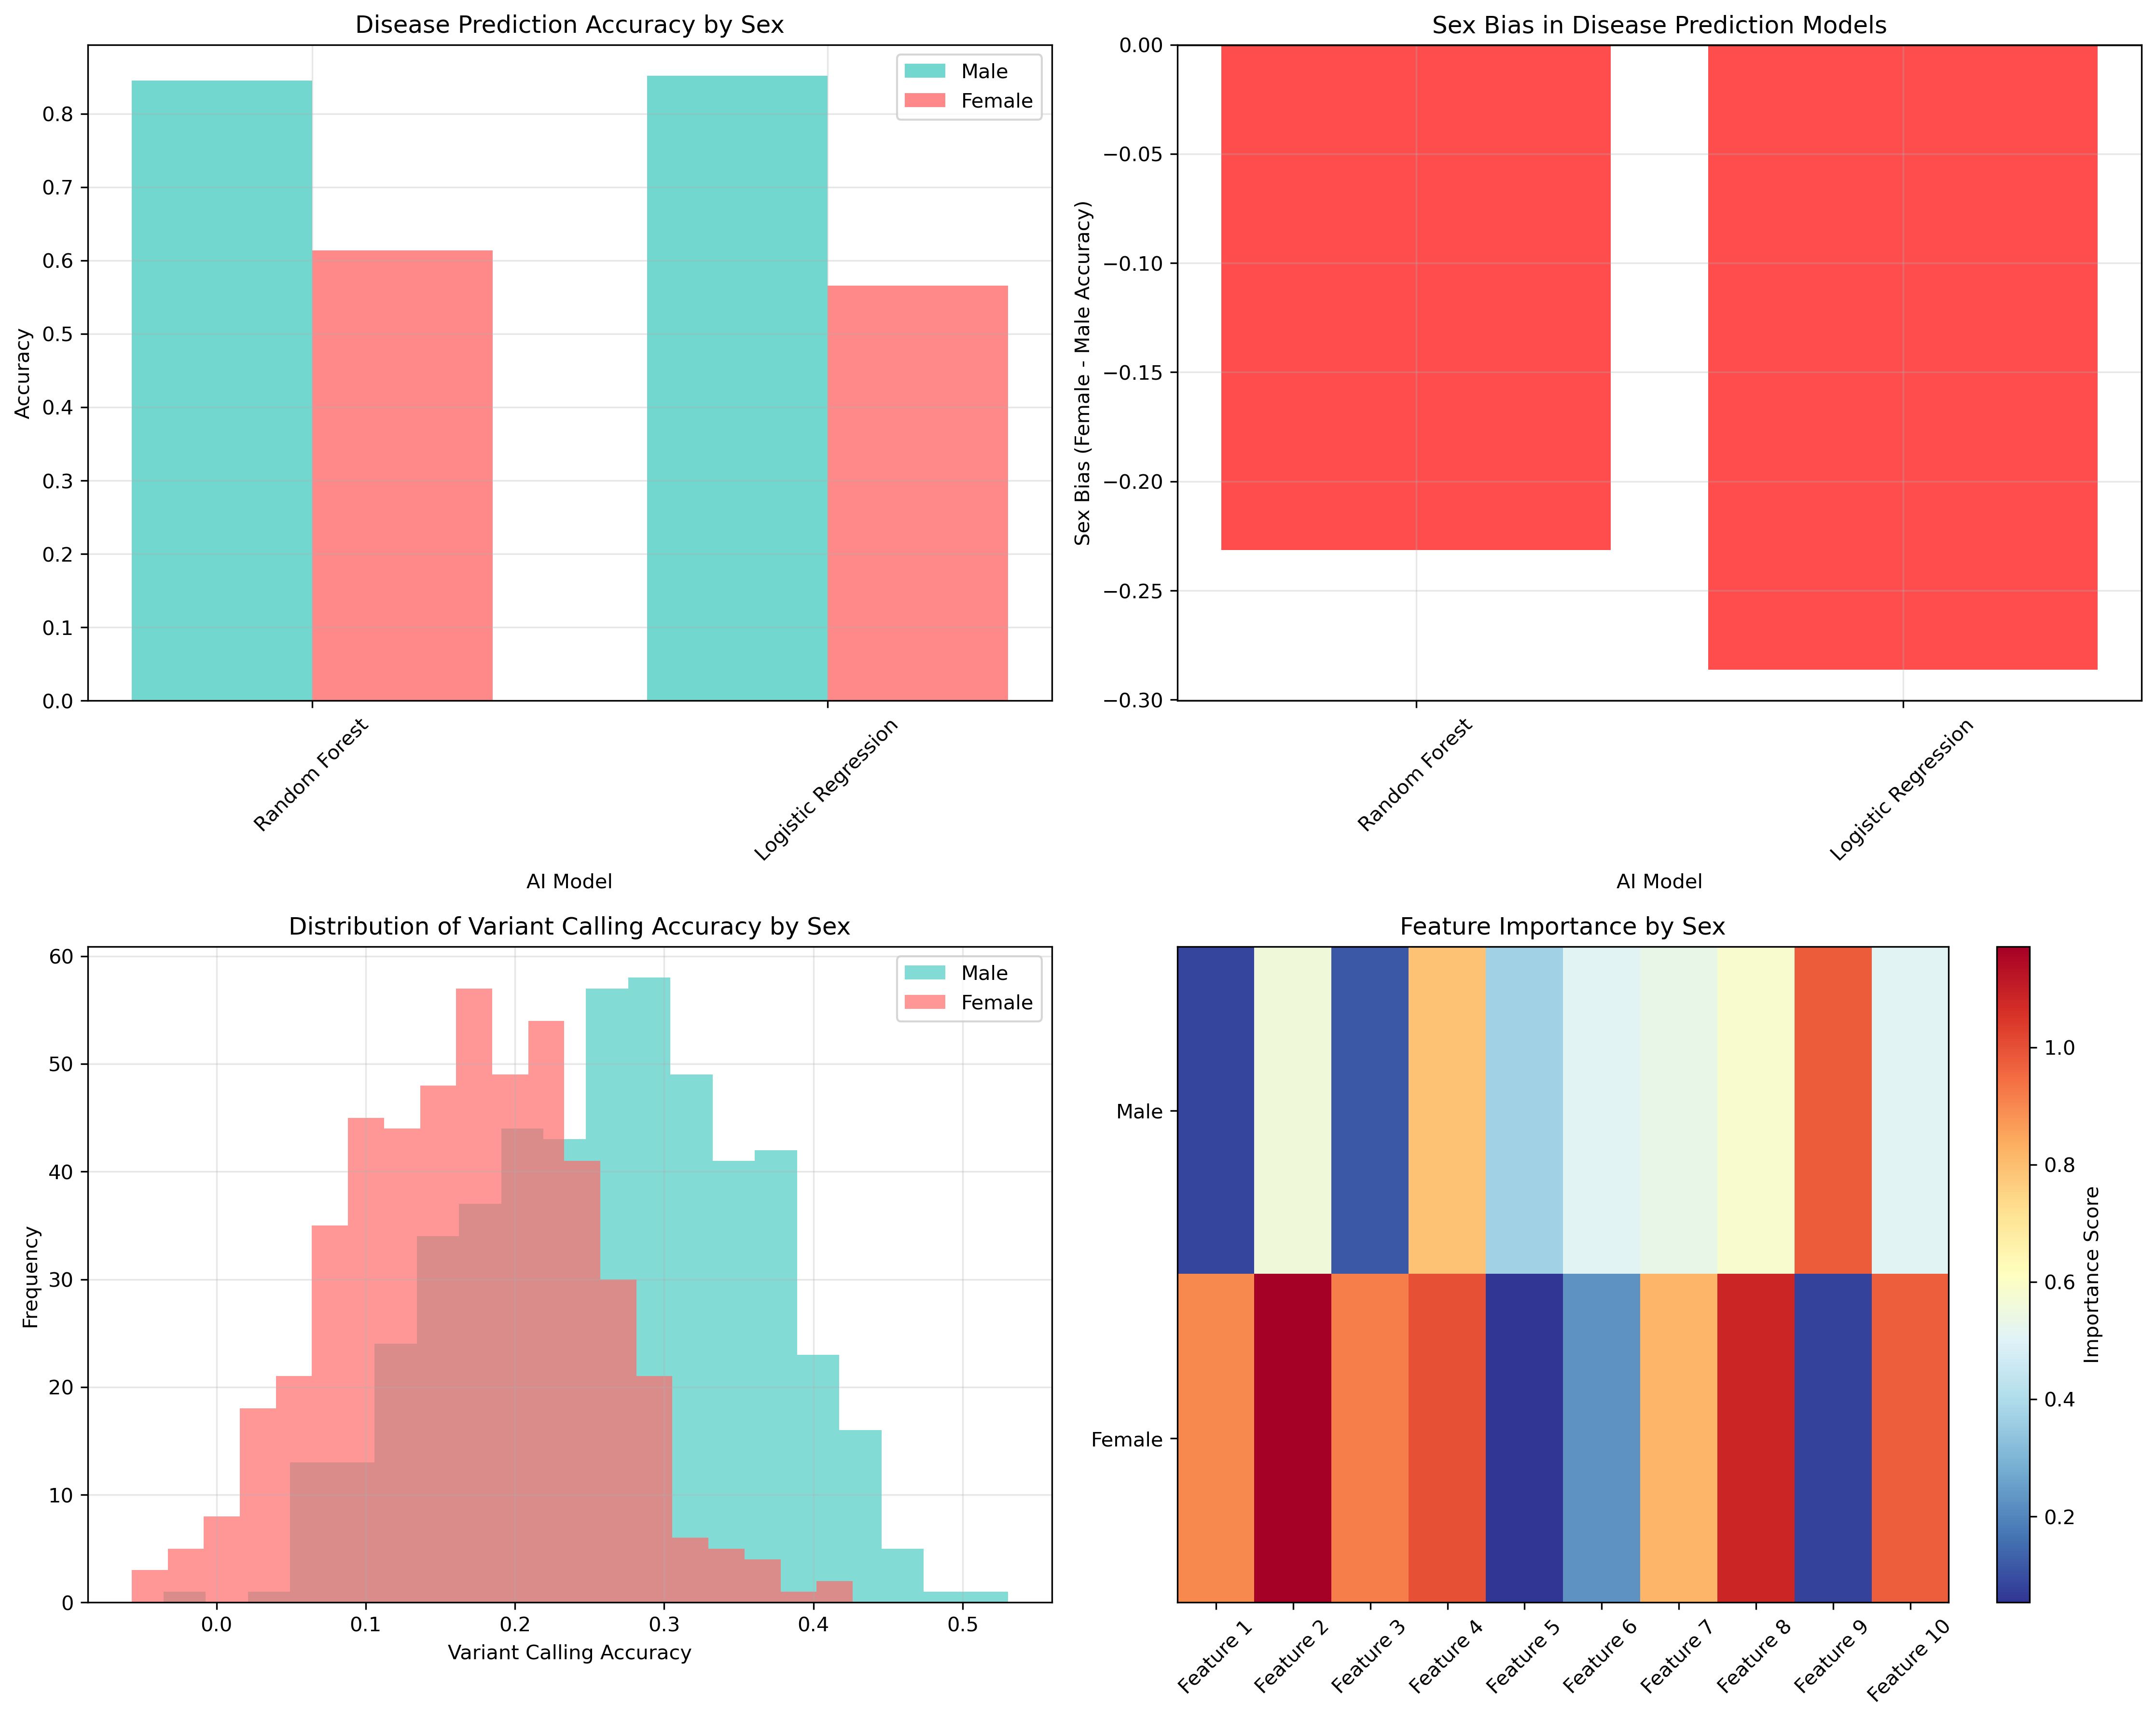 Disease Prediction Accuracy by Sex
Male
Female
0.8
0.7
0.6
0.5
0.4
0.3
0.2
0.1
0.0
Accuracy
Random Forest
Logistic Regression
AI Model
Sex Bias in Disease Prediction Models
0.00
−0.05
−0.10
−0.15
−0.20
−0.25
−0.30
Sex Bias (Female - Male Accuracy)
Random Forest
Logistic Regression
AI Model
Distribution of Variant Calling Accuracy by Sex
Male
Female
60
50
40
30
20
10
0
Frequency
0.0
0.1
0.2
0.3
0.4
0.5
Variant Calling Accuracy
Feature Importance by Sex
Male
Female
Feature 1
Feature 2
Feature 3
Feature 4
Feature 5
Feature 6
Feature 7
Feature 8
Feature 9
Feature 10
1.0
0.8
0.6
0.4
0.2
Importance Score